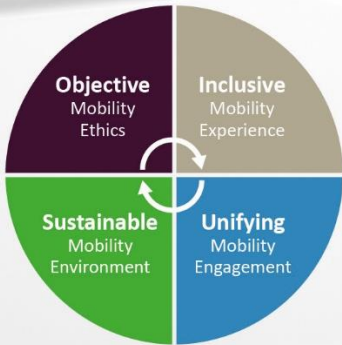 Objective
Mobility
Ethics
Inclusive
Mobility
Experience
Sustainable
Mobility
Environment
Unifying
Mobility
Engagement